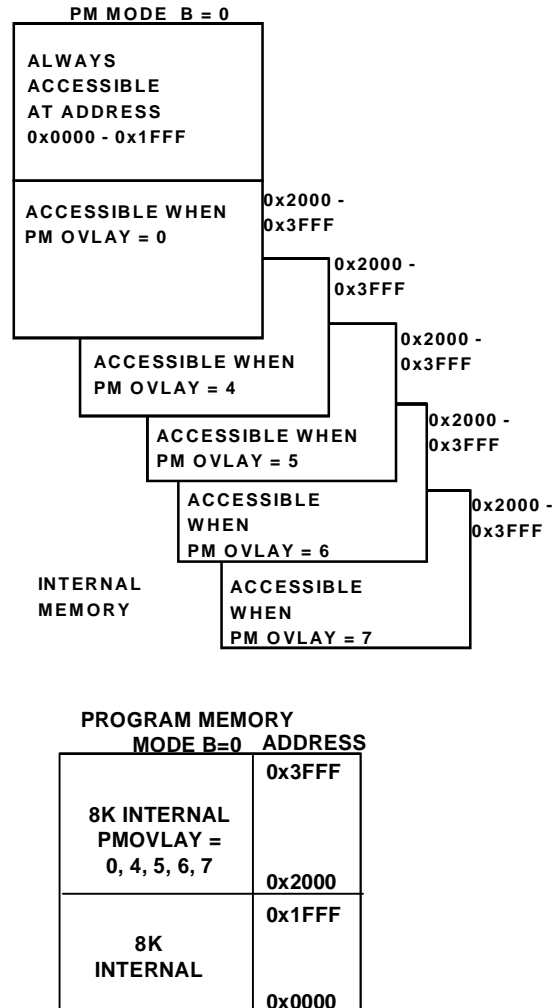 PM MODE B = 0
ALWAYS
ACCESSIBLE
AT ADDRESS
0x0000 - 0x1FFF
ACCESSIBLE WHEN
PM OVLAY = 0
0x2000 -
0x3FFF
0x2000 -
0x3FFF
ACCESSIBLE WHEN
PM OVLAY = 4
0x2000 -
0x3FFF
ACCESSIBLE WHEN
PM OVLAY = 5
0x2000 -
0x3FFF
ACCESSIBLE
WHEN
PM OVLAY = 6
0x2000 -
0x3FFF
ACCESSIBLE
WHEN
PM OVLAY = 7
INTERNAL
MEMORY
PROGRAM MEMORY
MODE B=0 ADDRESS
0x3FFF
8K INTERNAL
PMOVLAY =
0, 4, 5, 6, 7
0x2000
0x1FFF
8K
INTERNAL
0x0000